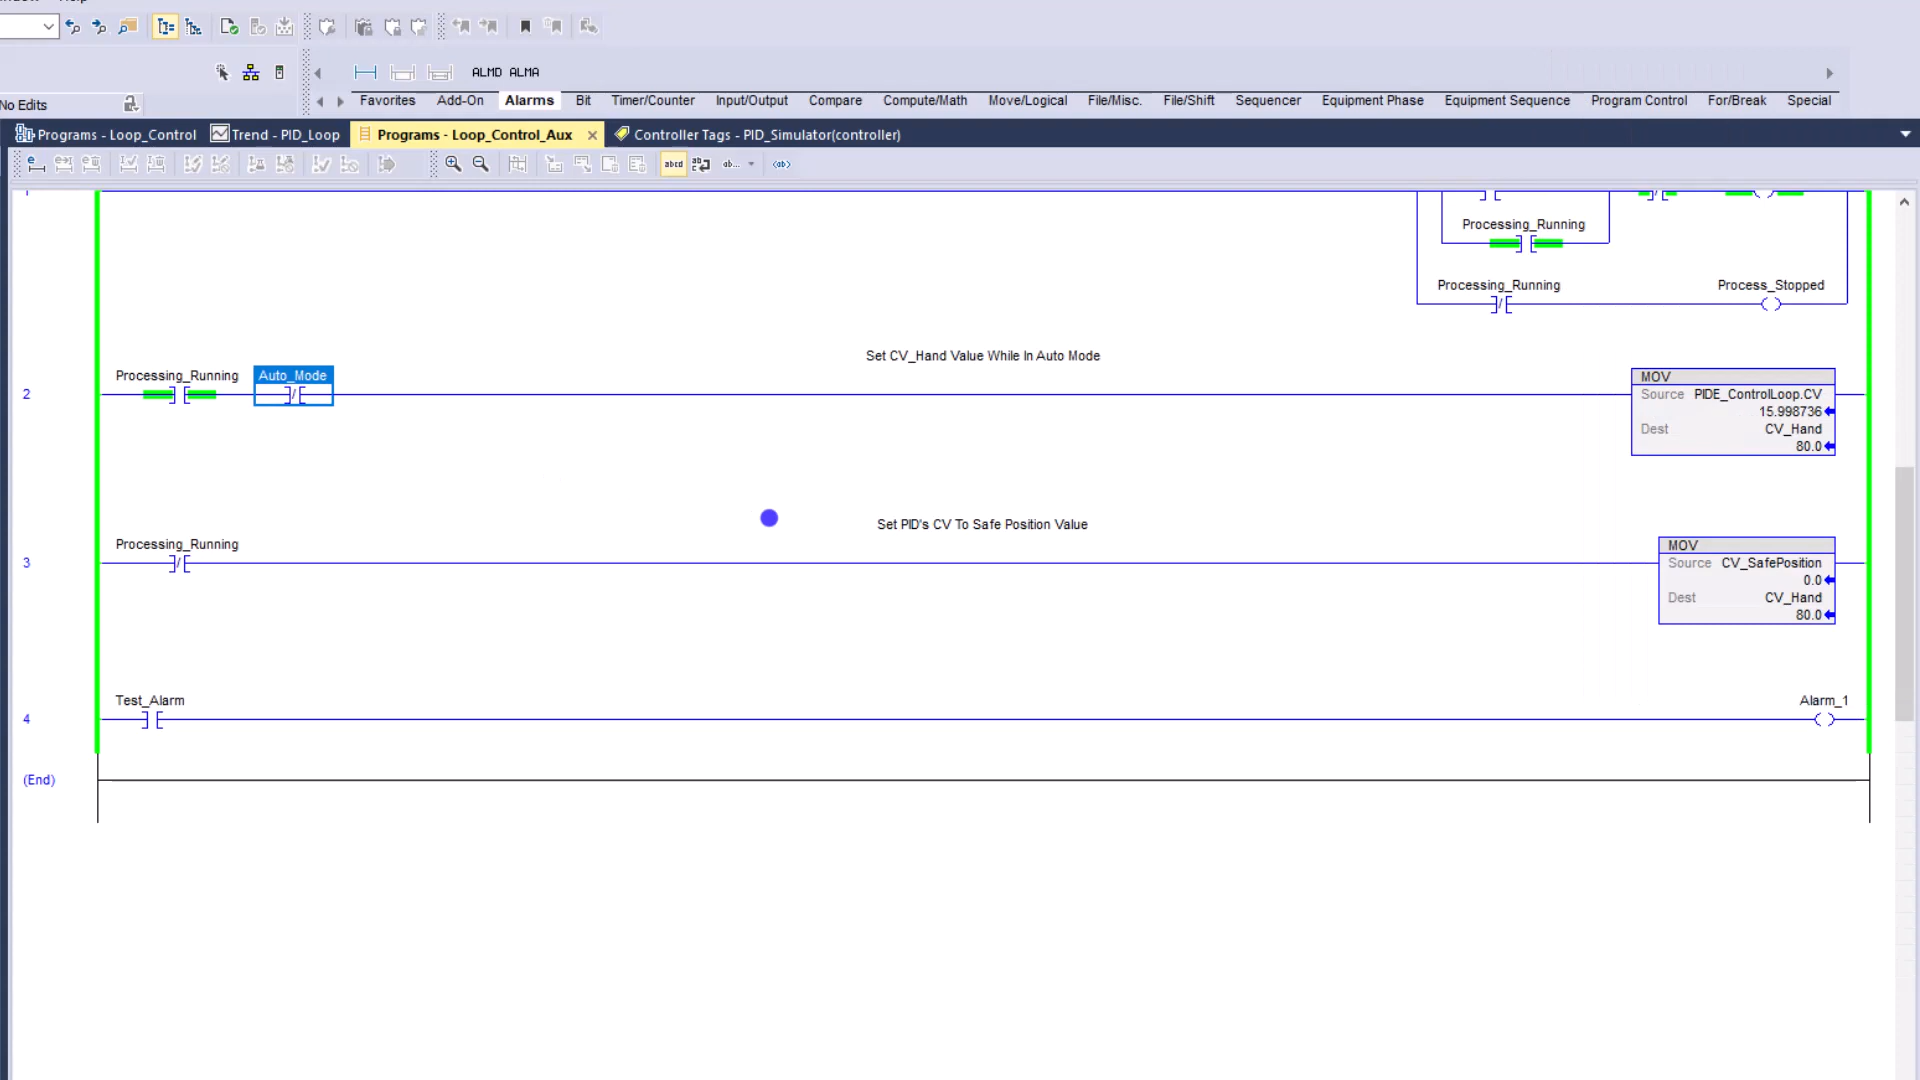 No Edits
ALMD ALMA
Favorites Add-On Alarms Bit Timer/Counter Input/Output Compare Compute/Math Move/Logical File/Misc. File/Shift Sequencer Equipment Phase Equipment Sequence Program Control For/Break Special
Programs - Loop_Control Trend - PID_Loop Programs - Loop_Control_Aux Controller Tags - PID_Simulator(controller)
abcd ab ab... <ab>
Processing_Running
Processing_Running Process_Stopped
Set CV_Hand Value While In Auto Mode
2
Processing_Running Auto_Mode
MOV
Source PIDE_ControlLoop.CV
15.998736
Dest CV_Hand
80.0
Set PID's CV To Safe Position Value
3
Processing_Running
MOV
Source CV_SafePosition
0.0
Dest CV_Hand
80.0
4
Test_Alarm Alarm_1
(End)